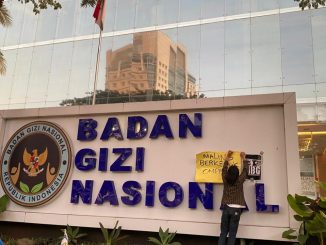 BADAN
GIZI
NASIONAL
BADAN GIZI NASIONAL
REPUBLIK INDONESIA